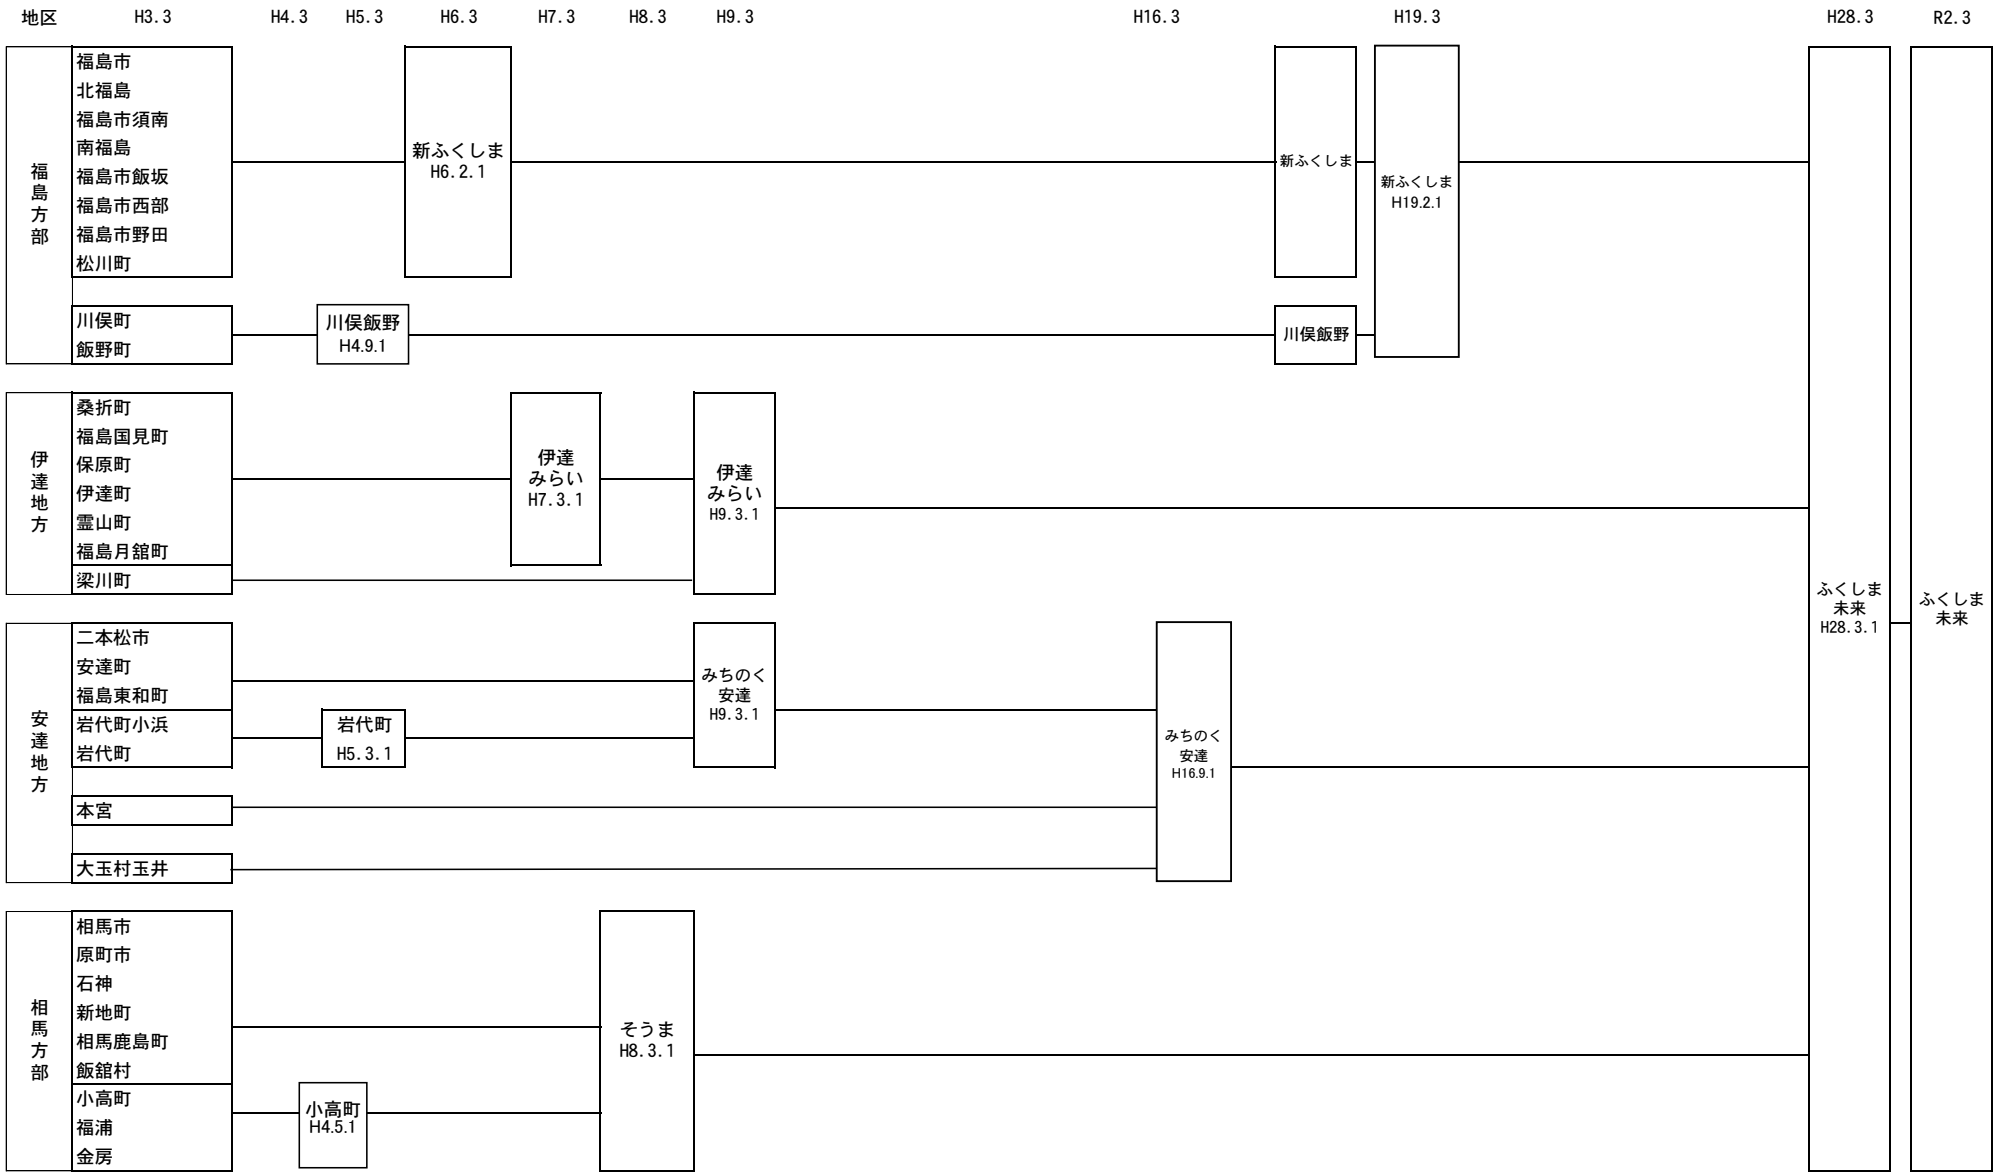 地区 H3.3 H4.3 H5.3 H6.3 H7.3 H8.3 H9.3 H16.3 H19.3 H28.3 R2.3
福島方部
福島市
北福島
福島市須南
南福島
福島市飯坂
福島市西部
福島市野田
松川町
新ふくしま
H6.2.1
新ふくしま
新ふくしま
H19.2.1
川俣町
飯野町
川俣飯野
H4.9.1
川俣飯野
伊達地方
桑折町
福島国見町
保原町
伊達町
霊山町
福島月舘町
梁川町
伊達
みらい
H7.3.1
伊達
みらい
H9.3.1
安達地方
二本松市
安達町
福島東和町
岩代町小浜
岩代町
岩代町
H5.3.1
みちのく
安達
H9.3.1
本宮
大玉村玉井
みちのく
安達
H16.9.1
相馬方部
相馬市
原町市
石神
新地町
相馬鹿島町
飯舘村
小高町
福浦
金房
小高町
H4.5.1
そうま
H8.3.1
ふくしま
未来
H28.3.1
ふくしま
未来